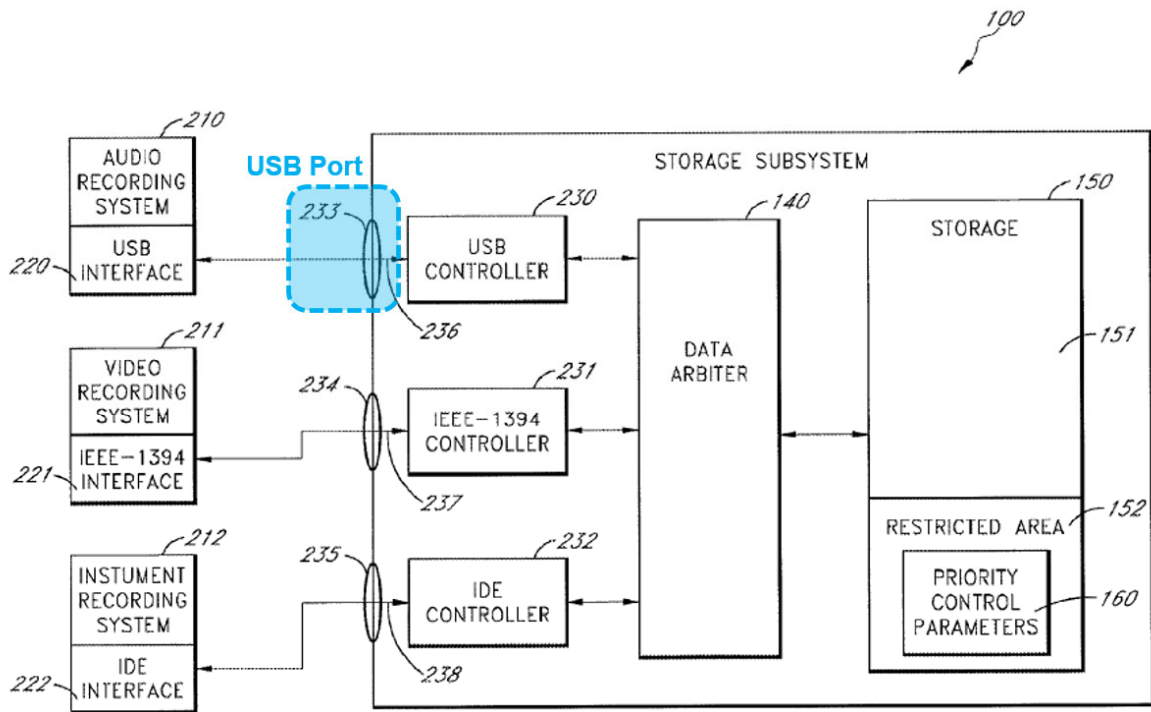 100
210
AUDIO
RECORDING
SYSTEM
USB
INTERFACE
220
USB Port
233
236
STORAGE SUBSYSTEM
230
USB
CONTROLLER
140
DATA
ARBITER
150
STORAGE
151
211
VIDEO
RECORDING
SYSTEM
IEEE-1394
INTERFACE
221
234
237
231
IEEE-1394
CONTROLLER
152
RESTRICTED AREA
PRIORITY
CONTROL
PARAMETERS
160
212
INSTUMENT
RECORDING
SYSTEM
IDE
INTERFACE
222
235
238
232
IDE
CONTROLLER